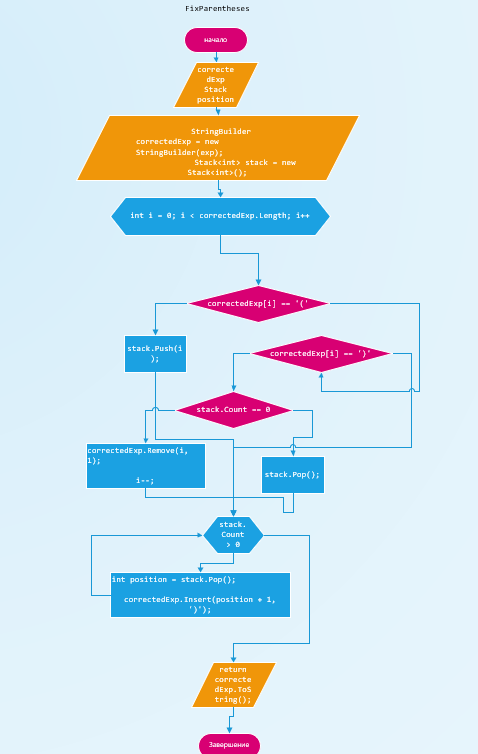 FixParentheses
начало
correcte
dExp
Stack
position
StringBuilder
correctedExp = new
StringBuilder(exp);
Stack<int> stack = new
Stack<int>();
int i = 0; i < correctedExp.Length; i++
correctedExp[i] == '('
stack.Push(i
);
correctedExp[i] == ')'
stack.Count == 0
correctedExp.Remove(i,
1);
i--;
stack.Pop();
stack.
Count
> 0
int position = stack.Pop();
correctedExp.Insert(position + 1,
')');
return
correcte
dExp.ToS
tring();
Завершение